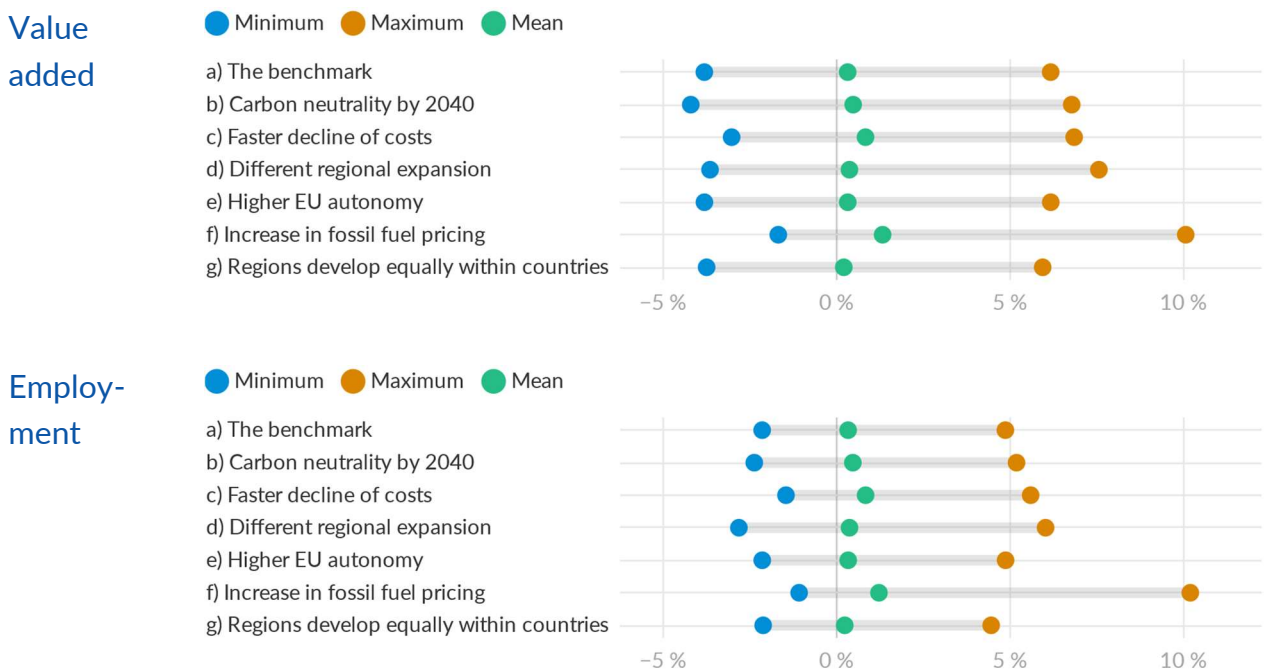 Value
added
Minimum Maximum Mean
a) The benchmark
b) Carbon neutrality by 2040
c) Faster decline of costs
d) Different regional expansion
e) Higher EU autonomy
f) Increase in fossil fuel pricing
g) Regions develop equally within countries
−5 % 0 % 5 % 10 %
Employ-
ment
Minimum Maximum Mean
a) The benchmark
b) Carbon neutrality by 2040
c) Faster decline of costs
d) Different regional expansion
e) Higher EU autonomy
f) Increase in fossil fuel pricing
g) Regions develop equally within countries
−5 % 0 % 5 % 10 %